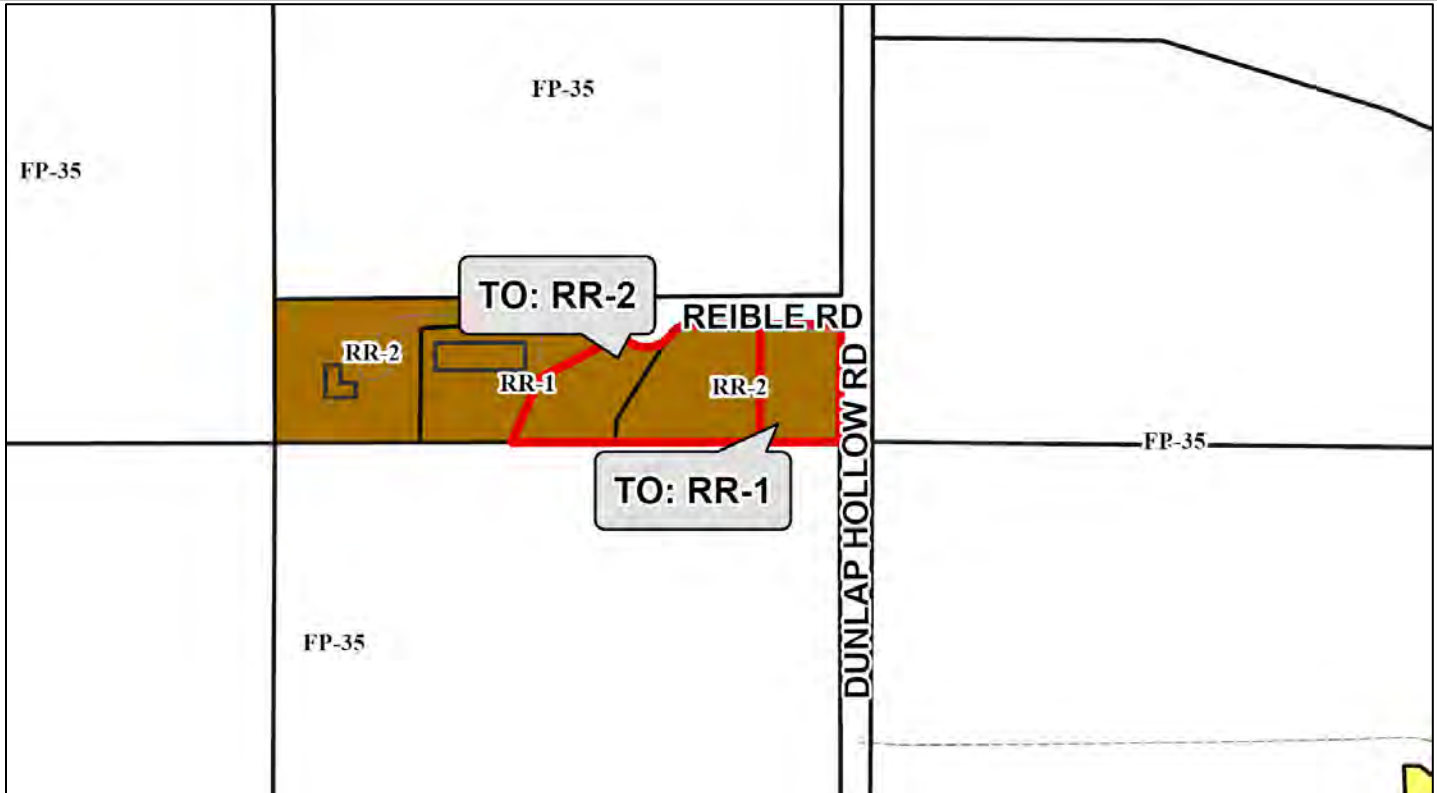 FP-35
FP-35
TO: RR-2
REIBLE RD
RR-2
RR-1
RR-2
DUNLAP HOLLOW RD
FP-35
TO: RR-1
FP-35